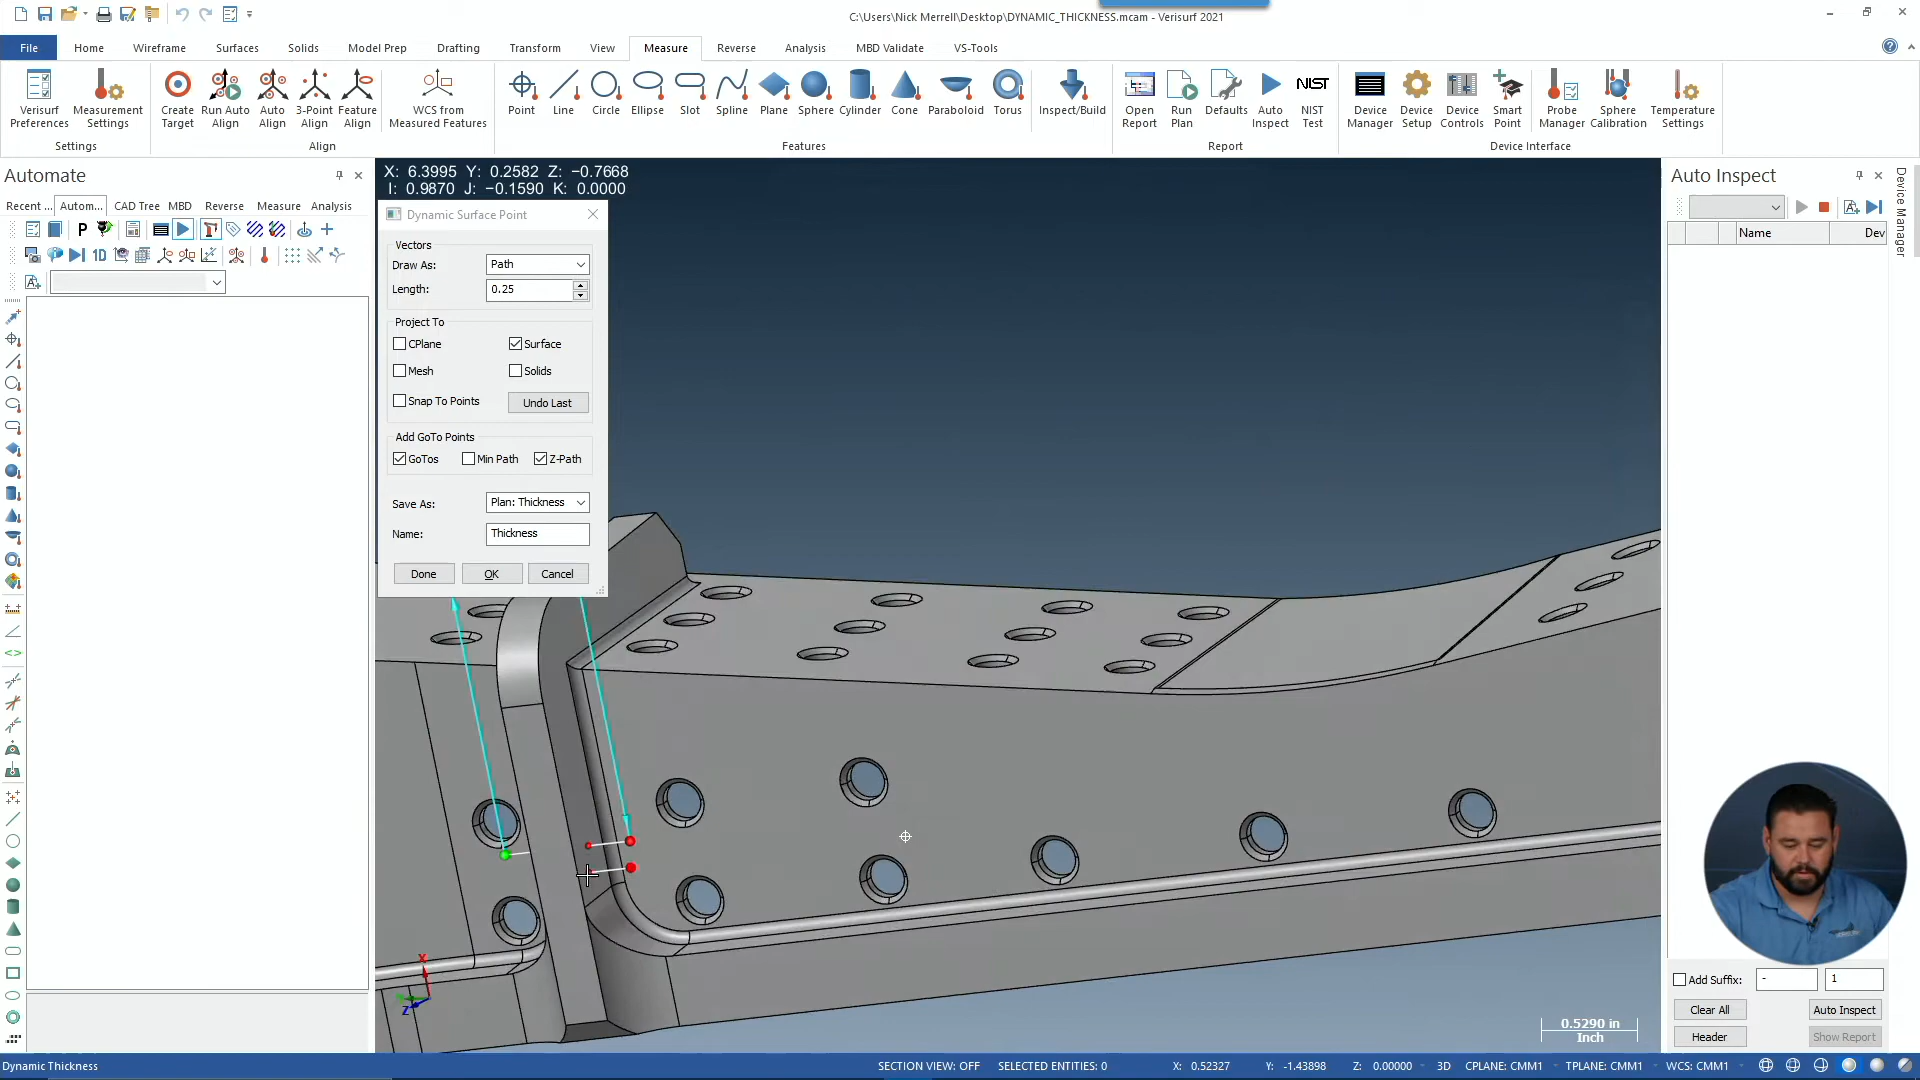 C:\Users\Nick Merrell\Desktop\DYNAMIC_THICKNESS.mcam - Verisurf 2021
File Home Wireframe Surfaces Solids Model Prep Drafting Transform View Measure Reverse Analysis MBD Validate VS-Tools
Verisurf Preferences
Measurement Settings
Create Target
Run Auto Align
Auto Align
3-Point Align
Feature Align
WCS from Measured Features
Point
Line
Circle
Ellipse
Slot
Spline
Plane
Sphere
Cylinder
Cone
Paraboloid
Torus
Inspect/Build
Open Report
Run Plan
Defaults
Auto Inspect
NIST
NIST Test
Device Manager
Device Setup
Device Controls
Smart Point
Probe Manager
Sphere Calibration
Temperature Settings
Settings Align Features Report Device Interface
Automate
Recent ... Autom... CAD Tree MBD Reverse Measure Analysis
P
1D
X: 6.3995 Y: 0.2582 Z: -0.7668
I: 0.9870 J: -0.1590 K: 0.0000
Dynamic Surface Point
Vectors
Draw As: Path
Length: 0.25
Project To
CPlane Surface
Mesh Solids
Snap To Points Undo Last
Add GoTo Points
GoTos Min Path Z-Path
Save As: Plan: Thickness
Name: Thickness
Done OK Cancel
X
Z
0.5290 in
Inch
Auto Inspect
Name Dev
Device Manager
Add Suffix: - 1
Clear All Auto Inspect
Header Show Report
Dynamic Thickness SECTION VIEW: OFF SELECTED ENTITIES: 0 X: 0.52327 Y: -1.43898 Z: 0.00000 3D CPLANE: CMM1 TPLANE: CMM1 WCS: CMM1